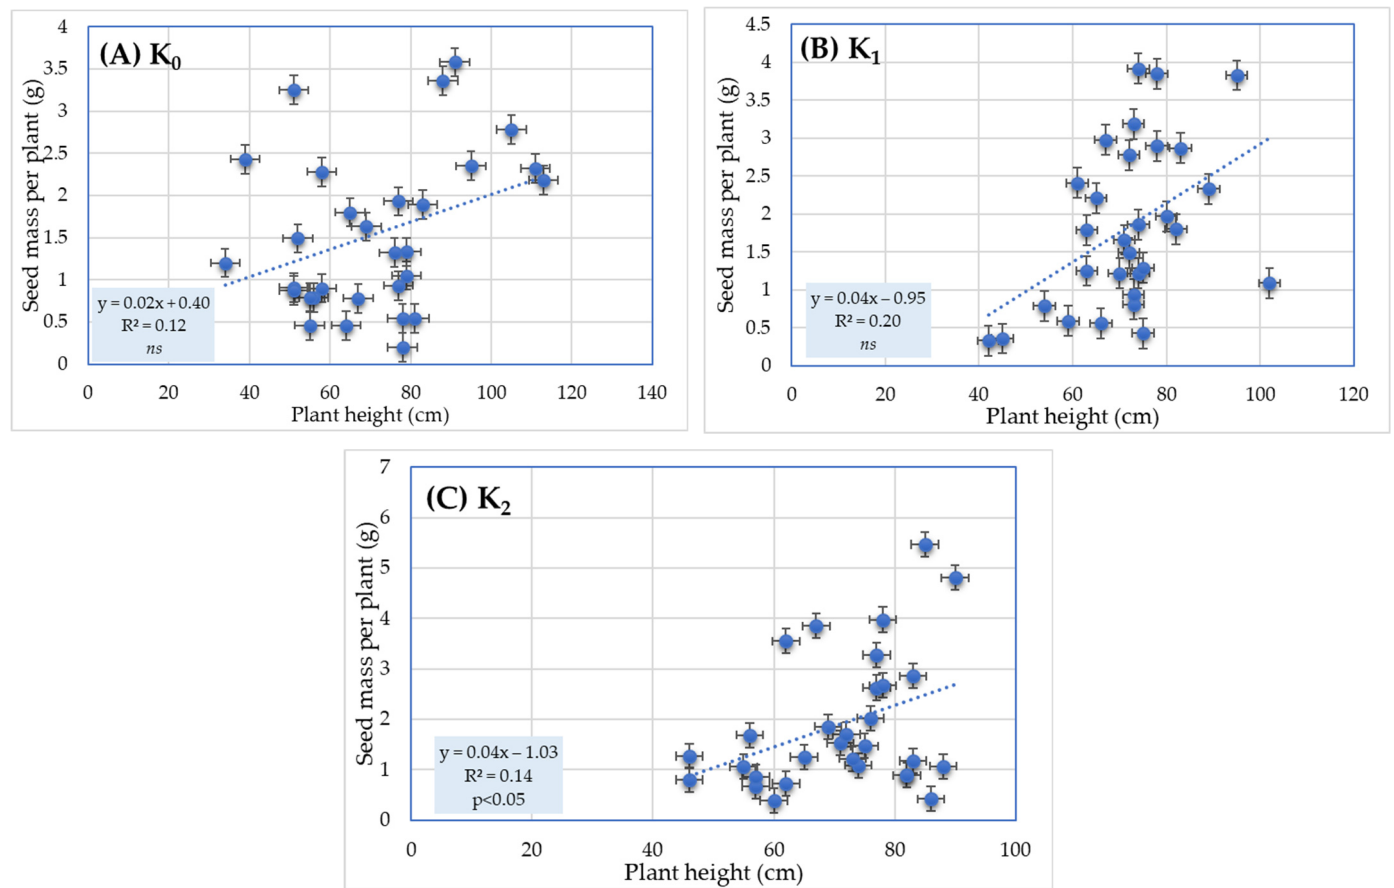 (A) K₀
Seed mass per plant (g)
4
3.5
3
2.5
2
1.5
1
0.5
0
y = 0.02x + 0.40
R² = 0.12
ns
0 20 40 60 80 100 120 140
Plant height (cm)
(B) K₁
Seed mass per plant (g)
4.5
4
3.5
3
2.5
2
1.5
1
0.5
0
y = 0.04x – 0.95
R² = 0.20
ns
0 20 40 60 80 100 120
Plant height (cm)
(C) K₂
Seed mass per plant (g)
7
6
5
4
3
2
1
0
y = 0.04x – 1.03
R² = 0.14
p<0.05
0 20 40 60 80 100
Plant height (cm)